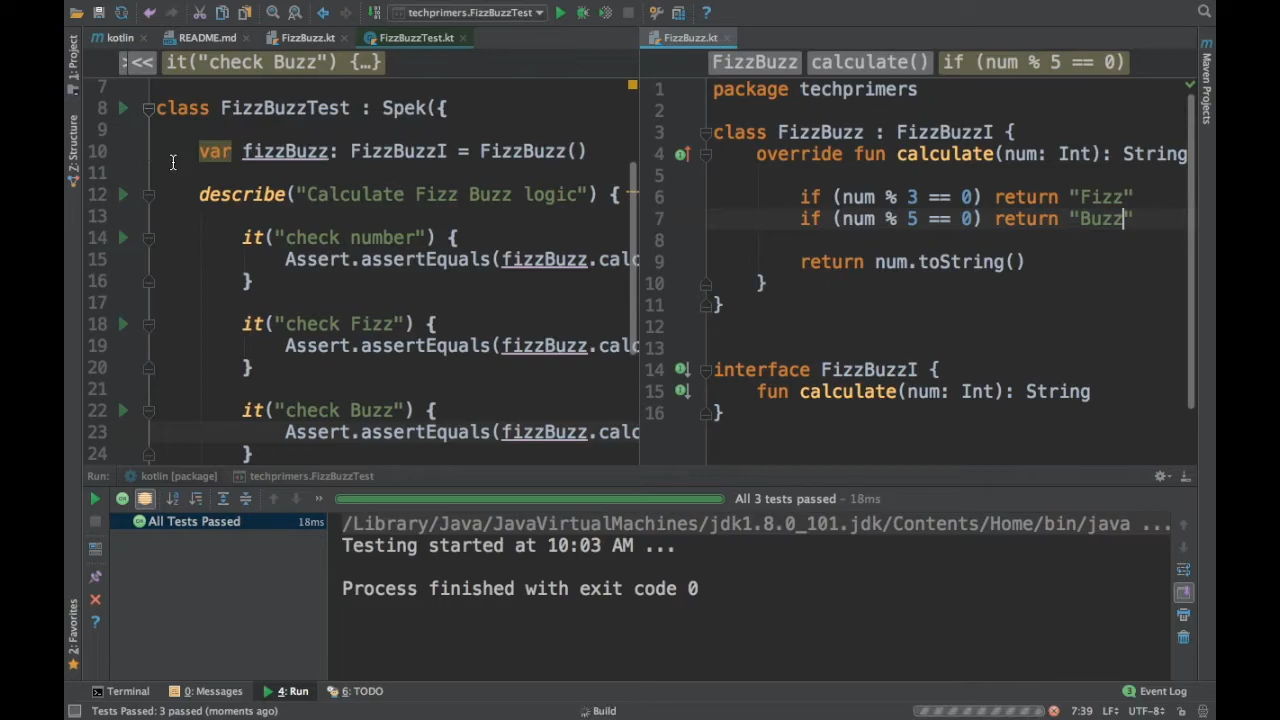 techprimers.FizzBuzzTest
1: Project
kotlin
README.md
FizzBuzz.kt
FizzBuzzTest.kt
<< it("check Buzz") {...}
7
8 class FizzBuzzTest : Spek({
9
10 var fizzBuzz: FizzBuzzI = FizzBuzz()
11
12 describe("Calculate Fizz Buzz logic") {
13
14 it("check number") {
15 Assert.assertEquals(fizzBuzz.calc
16 }
17
18 it("check Fizz") {
19 Assert.assertEquals(fizzBuzz.calc
20 }
21
22 it("check Buzz") {
23 Assert.assertEquals(fizzBuzz.calc
24 }
Z: Structure
FizzBuzz.kt
FizzBuzz calculate() if (num % 5 == 0)
1 package techprimers
2
3 class FizzBuzz : FizzBuzzI {
4 override fun calculate(num: Int): String
5
6 if (num % 3 == 0) return "Fizz"
7 if (num % 5 == 0) return "Buzz"
8
9 return num.toString()
10 }
11 }
12
13
14 interface FizzBuzzI {
15 fun calculate(num: Int): String
16 }
Maven Projects
Run: kotlin [package] techprimers.FizzBuzzTest
All 3 tests passed – 18ms
All Tests Passed 18ms
/Library/Java/JavaVirtualMachines/jdk1.8.0_101.jdk/Contents/Home/bin/java ...
Testing started at 10:03 AM ...
Process finished with exit code 0
2: Favorites
Terminal 0: Messages 4: Run 6: TODO 3 Event Log
Tests Passed: 3 passed (moments ago) Build 7:39 LF÷ UTF-8÷